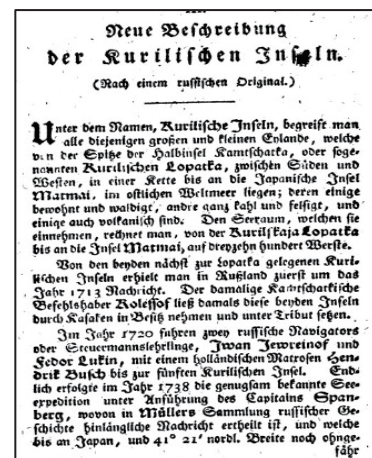 Neue Beschreibung
der Kurilischen Inseln.
(Nach einem russischen Original.)
Unter dem Namen, Kurilische Inseln, begreift man
alle diejenigen großen und kleinen Eylande, welche
von der Spitze der Halbinsel Kamtschatka, oder soge-
nannten Kurilischen Lopatka, zwischen Süden und
Westen, in einer Kette bis an die Japanische Insel
Matmai, im östlichen Weltmeer liegen; deren einige
bewohnt und waldigt, andre ganz kahl und felsigt, und
einige auch volkanisch sind. Den Seeraum, welchen sie
einnehmen, rechnet man, von der Kurilskaja Lopatka
bis an die Insel Matmai, auf dreyzehn hundert Werste.
Von den beyden nächst zur Lopatka gelegenen Kuri-
lischen Inseln erhielt man in Rußland zuerst um das
Jahr 1713 Nachricht. Der damalige Kamtscharkische
Befehlshaber Kolessof ließ damals diese beyden Inseln
durch Kasaken in Besitz nehmen und unter Tribut setzen.
Im Jahr 1720 fuhren zwey russische Navigators
oder Steuermannslehrlinge, Iwan Jewreinof und
Fedor Lukin, mit einem holländischen Matrosen Hen-
drik Busch bis zur fünften Kurilischen Insel. End-
lich erfolgte im Jahr 1738 die genugsam bekannte See-
expedition unter Anführung des Capitains Span-
berg, wovon in Müllers Sammlung russischer Ge-
schichte hinlängliche Nachricht ertheilt ist, und welche
bis an Japan, und 41° 21′ nordl. Breite noch ohnge-
fähr